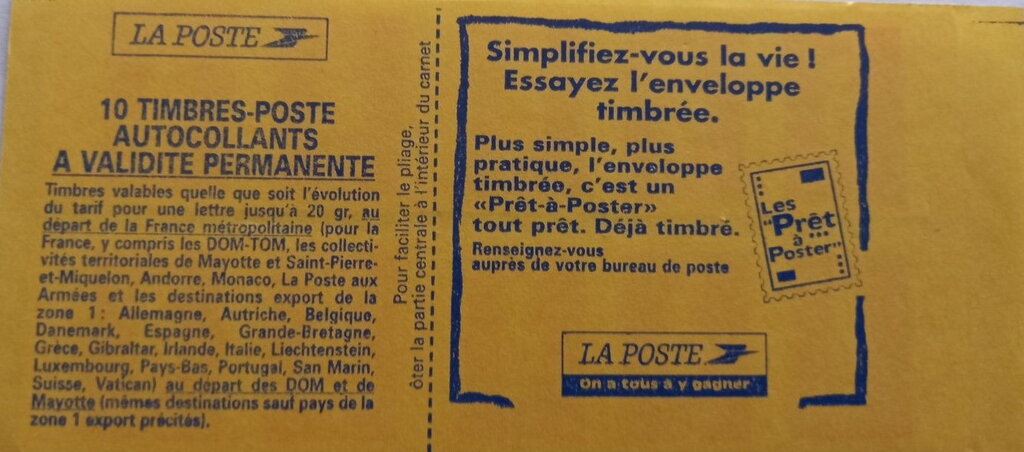 LA POSTE
10 TIMBRES-POSTE
AUTOCOLLANTS
A VALIDITE PERMANENTE
Timbres valables quelle que soit l'évolution
du tarif pour une lettre jusqu'à 20 gr, au
départ de la France métropolitaine (pour la
France, y compris les DOM-TOM, les collecti-
vités territoriales de Mayotte et Saint-Pierre-
et-Miquelon, Andorre, Monaco, La Poste aux
Armées et les destinations export de la
zone 1 : Allemagne, Autriche, Belgique,
Danemark, Espagne, Grande-Bretagne,
Grèce, Gibraltar, Irlande, Italie, Liechtenstein,
Luxembourg, Pays-Bas, Portugal, San Marin,
Suisse, Vatican) au départ des DOM et de
Mayotte (mêmes destinations sauf pays de la
zone 1 export précités).
Pour faciliter le pliage,
ôter la partie centrale à l'intérieur du carnet
Simplifiez-vous la vie !
Essayez l'enveloppe
timbrée.
Plus simple, plus
pratique, l'enveloppe
timbrée, c'est un
«Prêt-à-Poster»
tout prêt. Déjà timbré.
Renseignez-vous
auprès de votre bureau de poste
Les
Prêt
à
Poster
LA POSTE
On a tous à y gagner